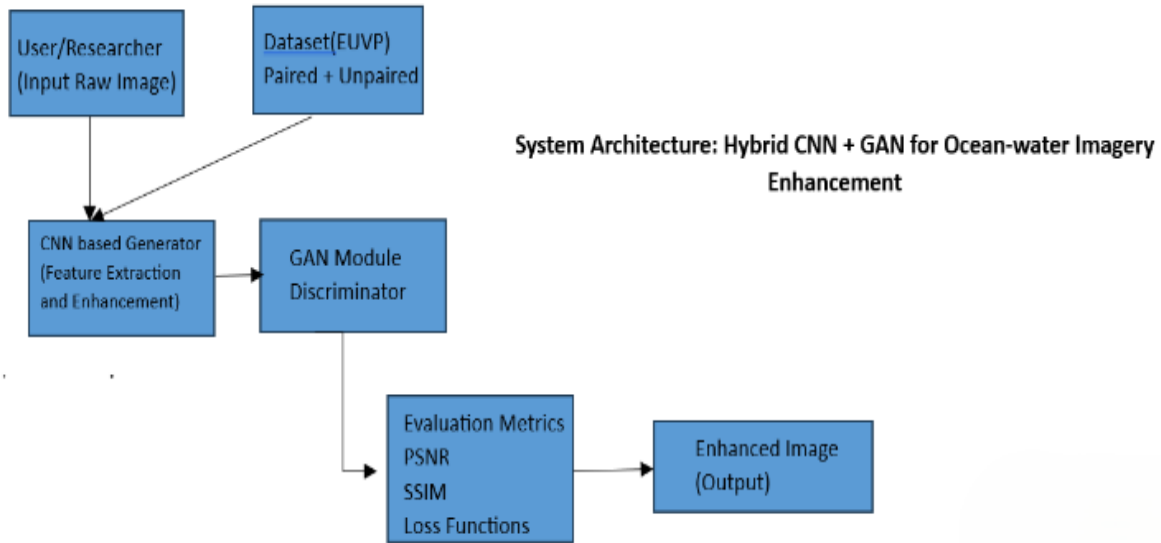 User/Researcher
(Input Raw Image)
Dataset(EUVP)
Paired + Unpaired
System Architecture: Hybrid CNN + GAN for Ocean-water Imagery
Enhancement
CNN based Generator
(Feature Extraction
and Enhancement)
GAN Module
Discriminator
Evaluation Metrics
PSNR
SSIM
Loss Functions
Enhanced Image
(Output)